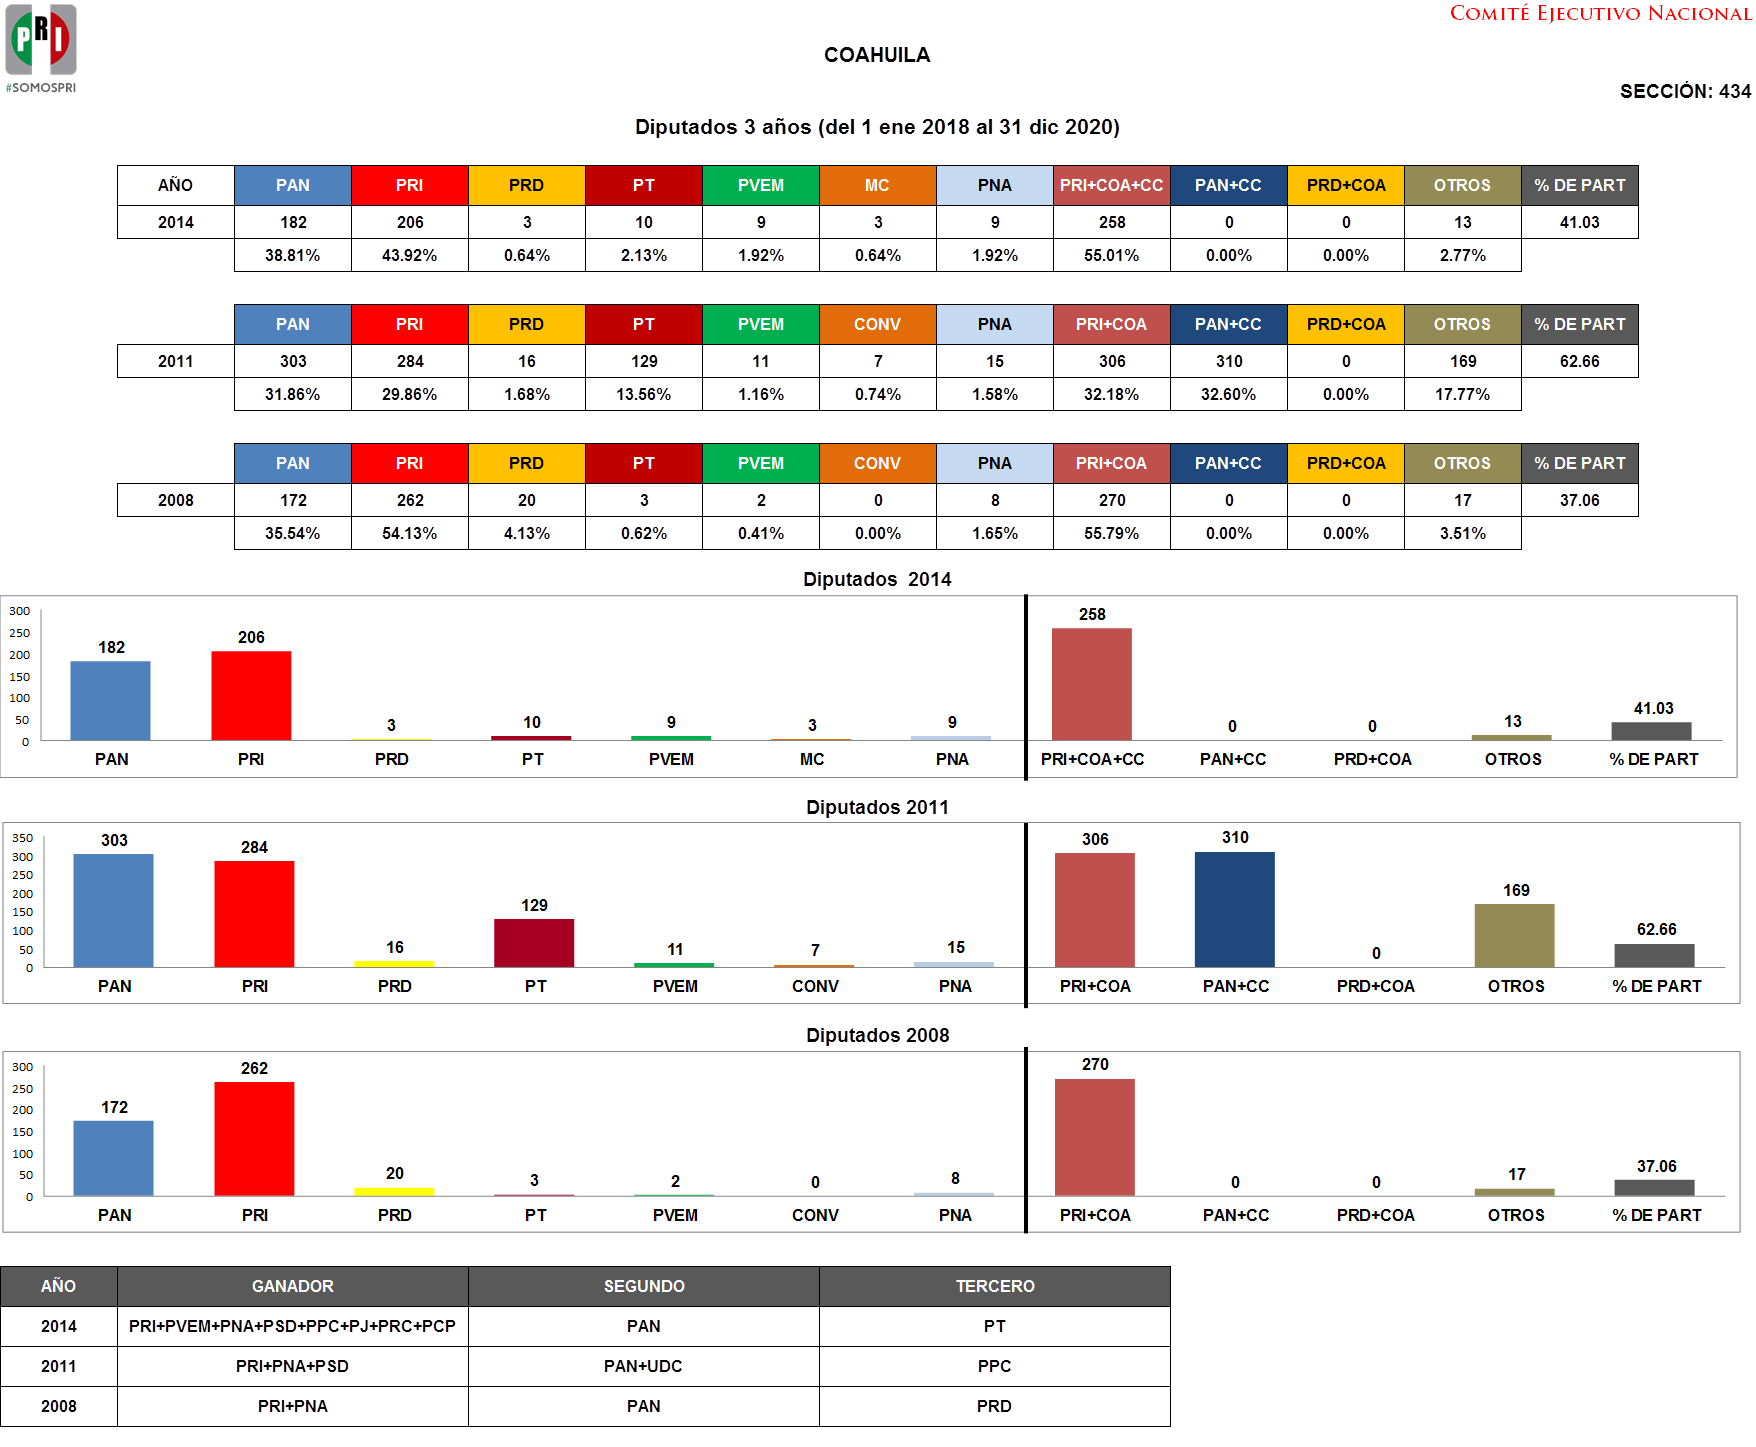 PRI
#SOMOSPRI
COMITÉ EJECUTIVO NACIONAL
COAHUILA
SECCIÓN: 434
Diputados 3 años (del 1 ene 2018 al 31 dic 2020)
AÑO PAN PRI PRD PT PVEM MC PNA PRI+COA+CC PAN+CC PRD+COA OTROS % DE PART
2014 182 206 3 10 9 3 9 258 0 0 13 41.03
38.81% 43.92% 0.64% 2.13% 1.92% 0.64% 1.92% 55.01% 0.00% 0.00% 2.77%
PAN PRI PRD PT PVEM CONV PNA PRI+COA PAN+CC PRD+COA OTROS % DE PART
2011 303 284 16 129 11 7 15 306 310 0 169 62.66
31.86% 29.86% 1.68% 13.56% 1.16% 0.74% 1.58% 32.18% 32.60% 0.00% 17.77%
PAN PRI PRD PT PVEM CONV PNA PRI+COA PAN+CC PRD+COA OTROS % DE PART
2008 172 262 20 3 2 0 8 270 0 0 17 37.06
35.54% 54.13% 4.13% 0.62% 0.41% 0.00% 1.65% 55.79% 0.00% 0.00% 3.51%
Diputados 2014
300
250
200
150
100
50
0
182 206 3 10 9 3 9 258 0 0 13 41.03
PAN PRI PRD PT PVEM MC PNA PRI+COA+CC PAN+CC PRD+COA OTROS % DE PART
Diputados 2011
350
300
250
200
150
100
50
0
303 284 16 129 11 7 15 306 310 0 169 62.66
PAN PRI PRD PT PVEM CONV PNA PRI+COA PAN+CC PRD+COA OTROS % DE PART
Diputados 2008
300
250
200
150
100
50
0
172 262 20 3 2 0 8 270 0 0 17 37.06
PAN PRI PRD PT PVEM CONV PNA PRI+COA PAN+CC PRD+COA OTROS % DE PART
AÑO GANADOR SEGUNDO TERCERO
2014 PRI+PVEM+PNA+PSD+PPC+PJ+PRC+PCP PAN PT
2011 PRI+PNA+PSD PAN+UDC PPC
2008 PRI+PNA PAN PRD